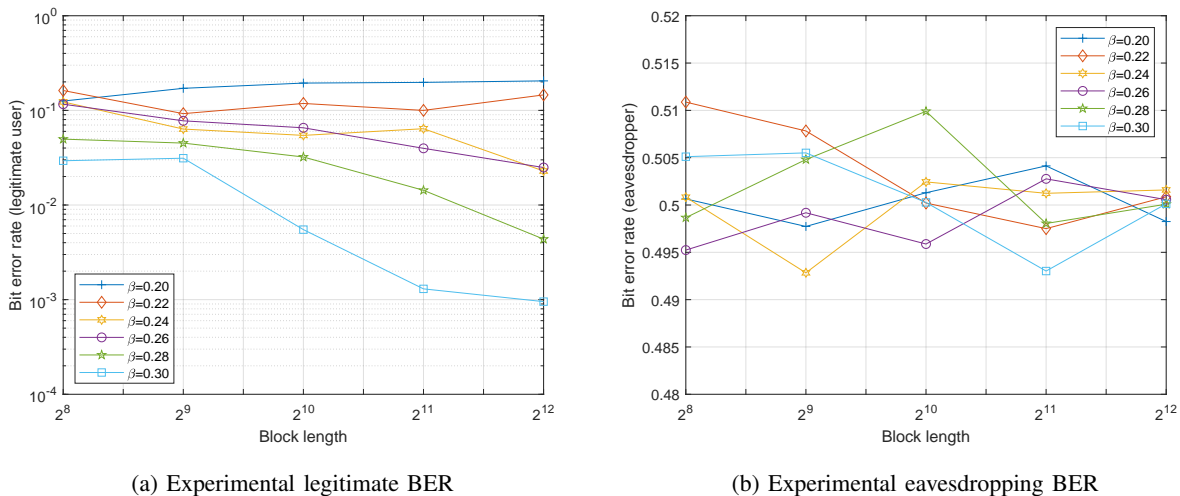 10^0
10^-1
10^-2
10^-3
10^-4
Bit error rate (legitimate user)
β=0.20
β=0.22
β=0.24
β=0.26
β=0.28
β=0.30
2^8
2^9
2^10
2^11
2^12
Block length
(a) Experimental legitimate BER
0.52
0.515
0.51
0.505
0.5
0.495
0.49
0.485
0.48
Bit error rate (eavesdropper)
β=0.20
β=0.22
β=0.24
β=0.26
β=0.28
β=0.30
2^8
2^9
2^10
2^11
2^12
Block length
(b) Experimental eavesdropping BER